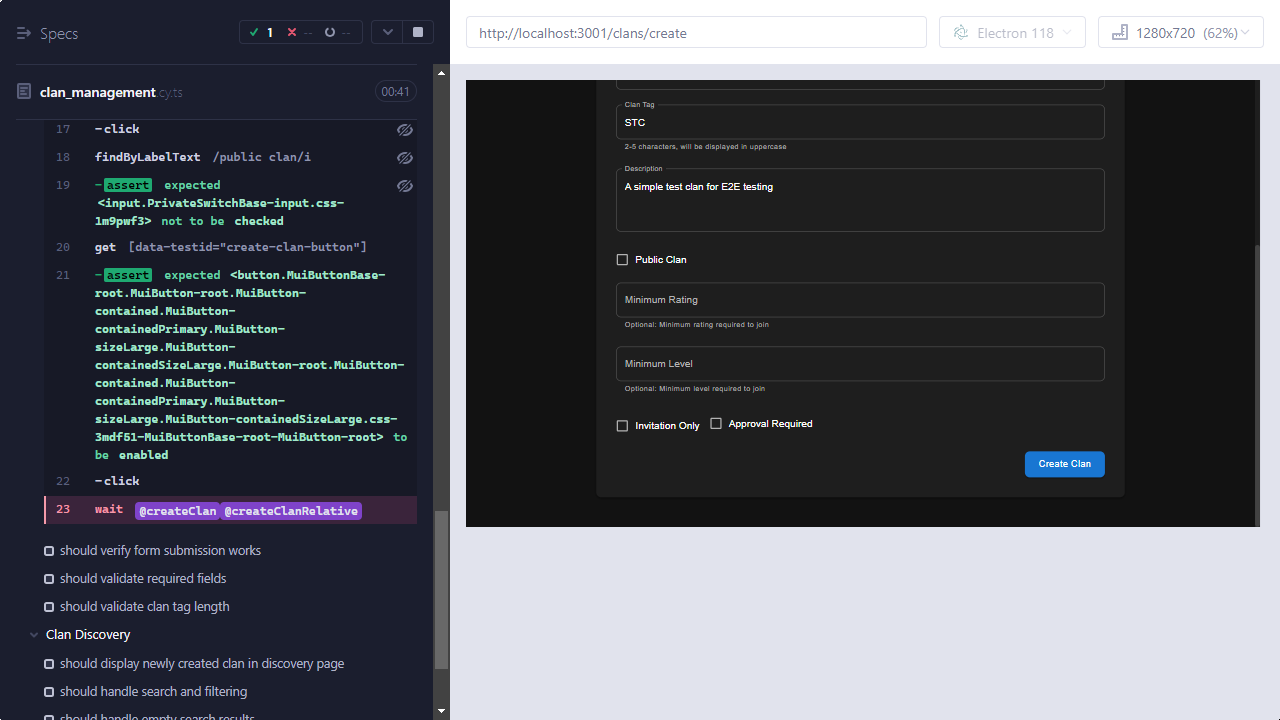 Specs
1 -- --
clan_management.cy.ts
00:41
17 -click
18 findByLabelText /public clan/i
19 -assert expected
<input.PrivateSwitchBase-input.css-
1m9pwf3> not to be checked
20 get [data-testid="create-clan-button"]
21 -assert expected <button.MuiButtonBase-
root.MuiButton-root.MuiButton-
contained.MuiButton-
containedPrimary.MuiButton-
sizeLarge.MuiButton-
containedSizeLarge.MuiButton-root.MuiButton-
contained.MuiButton-
containedPrimary.MuiButton-
sizeLarge.MuiButton-containedSizeLarge.css-
3mdf51-MuiButtonBase-root-MuiButton-root> to
be enabled
22 -click
23 wait @createClan @createClanRelative
should verify form submission works
should validate required fields
should validate clan tag length
Clan Discovery
should display newly created clan in discovery page
should handle search and filtering
should handle empty search results
http://localhost:3001/clans/create
Electron 118
1280x720 (62%)
Clan Tag
STC
2-5 characters, will be displayed in uppercase
Description
A simple test clan for E2E testing
Public Clan
Minimum Rating
Optional: Minimum rating required to join
Minimum Level
Optional: Minimum level required to join
Invitation Only Approval Required
Create Clan